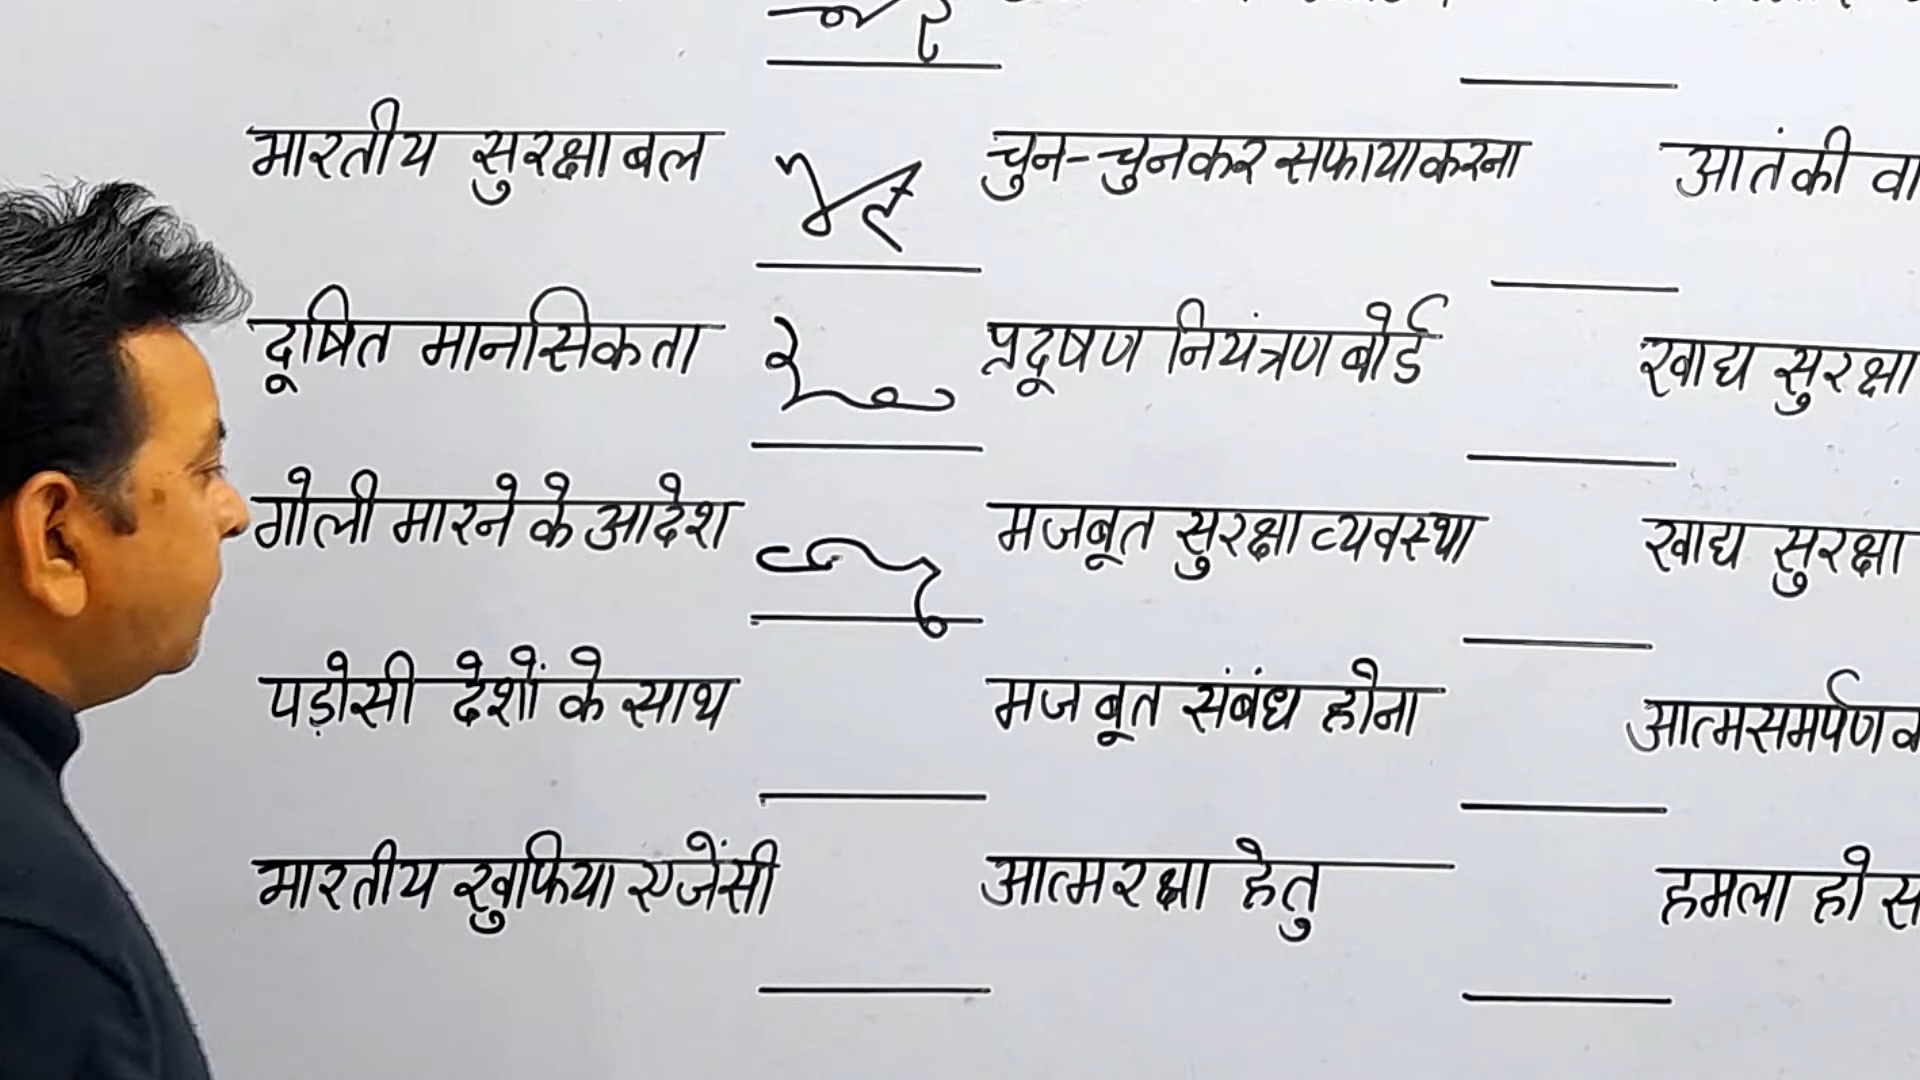 भारतीय सुरक्षा बल
चुन-चुनकर सफाया करना
आतंकी
दूषित मानसिकता
प्रदूषण नियंत्रण बोर्ड
खाद्य सुरक्षा
गोली मारने के आदेश
मजबूत सुरक्षा व्यवस्था
खाद्य सुरक्षा
पड़ोसी देशों के साथ
मजबूत संबंध होना
आत्मसमर्पण
भारतीय खुफिया एजेंसी
आत्मरक्षा हेतु
हमला हो